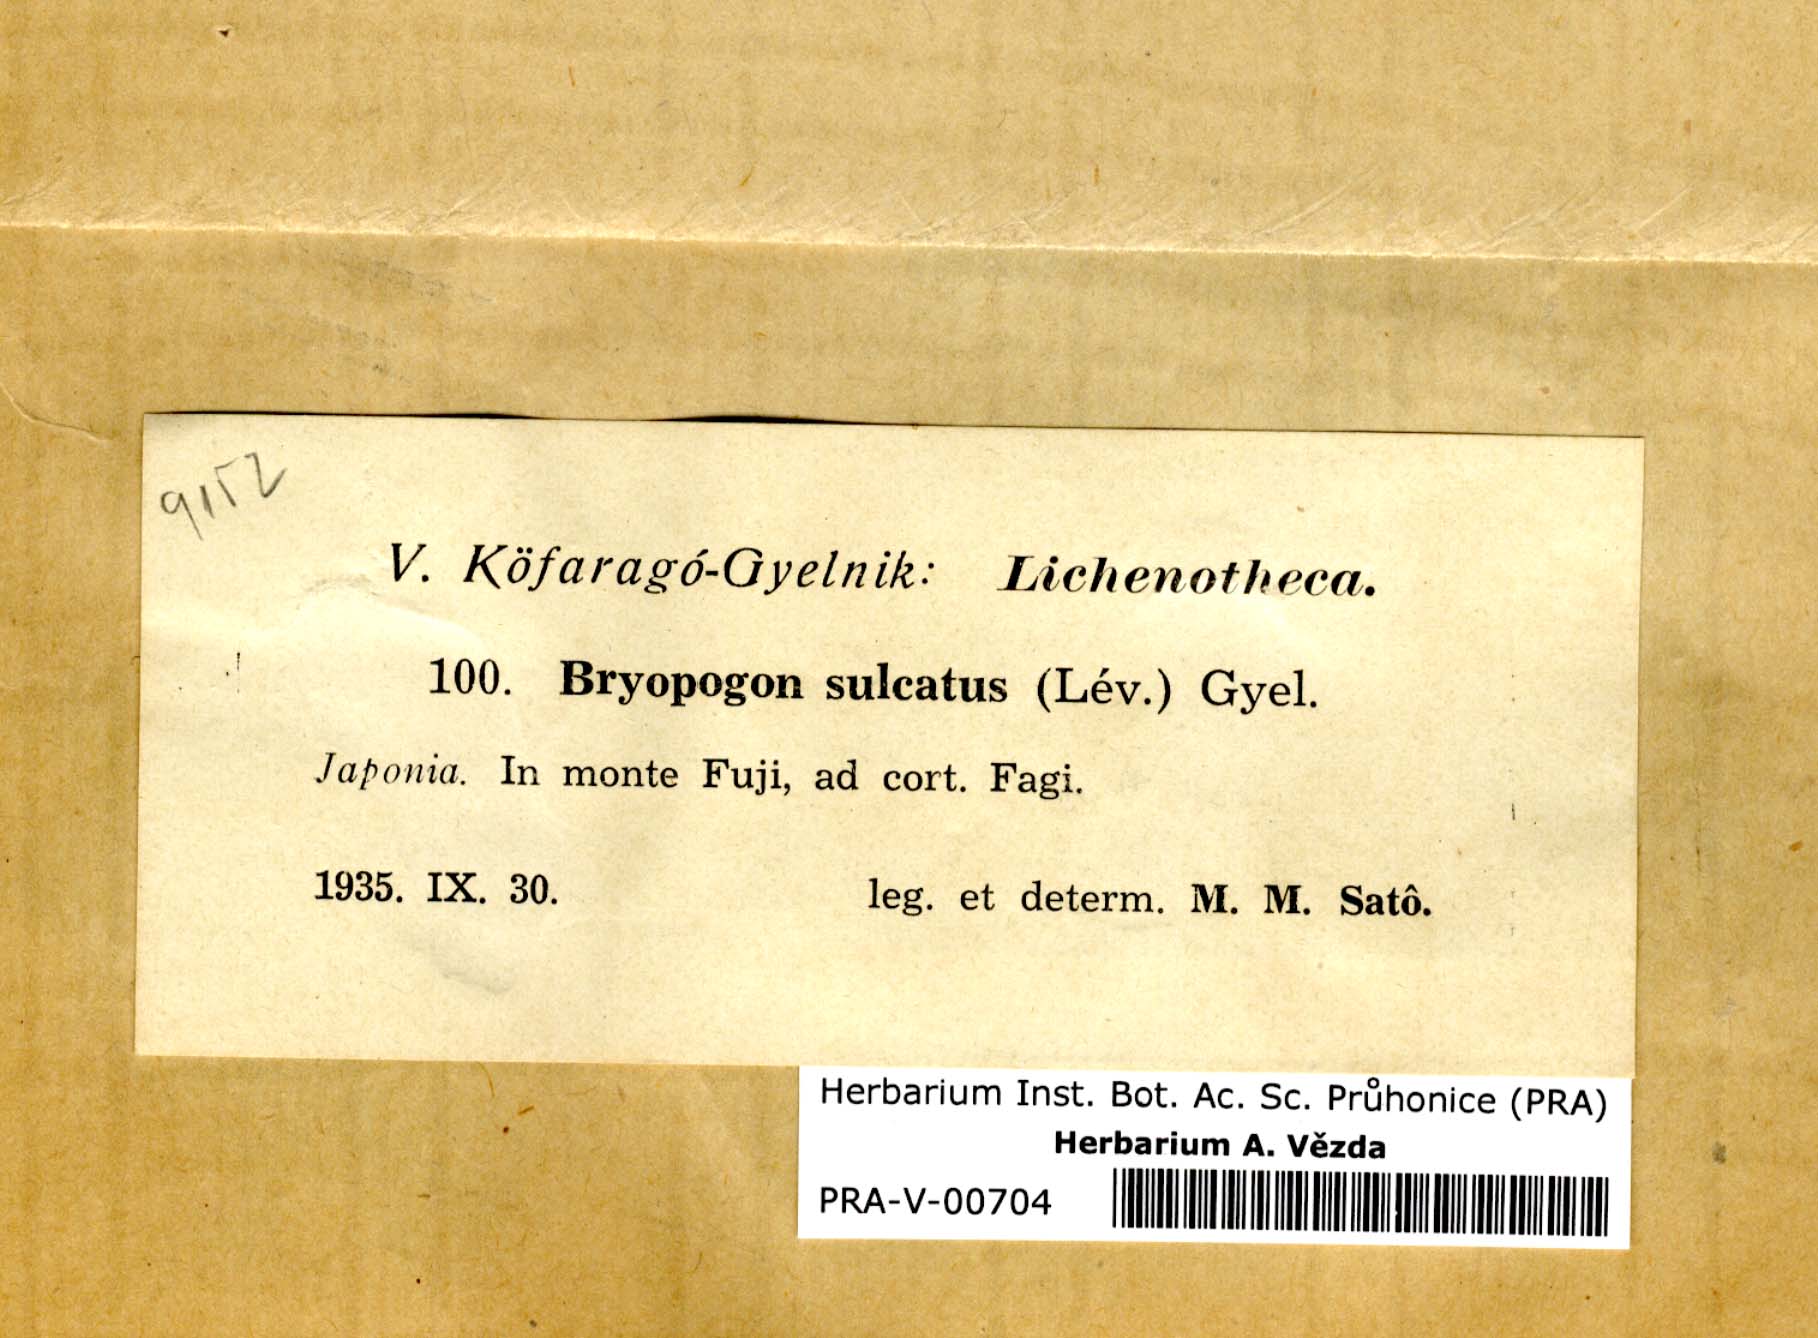 9152
V. Köfaragó-Gyelnik: Lichenotheca.
100. Bryopogon sulcatus (Lév.) Gyel.
Japonia. In monte Fuji, ad cort. Fagi.
1935. IX. 30. leg. et determ. M. M. Satô.
Herbarium Inst. Bot. Ac. Sc. Průhonice (PRA)
Herbarium A. Vězda
PRA-V-00704